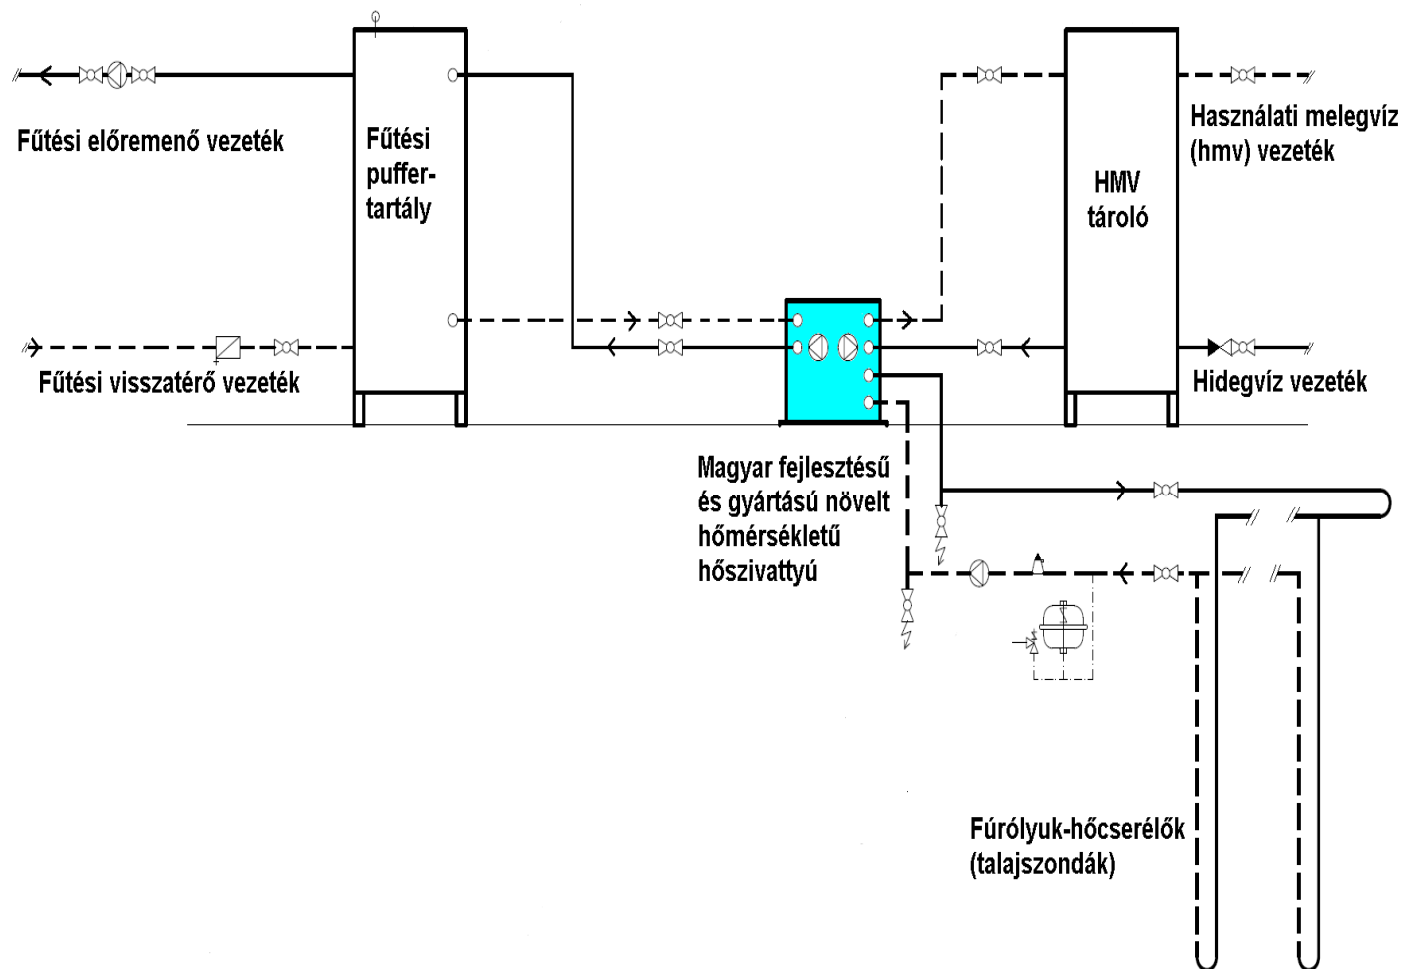 Fűtési előremenő vezeték
Fűtési
puffer-
tartály
Fűtési visszatérő vezeték
HMV
tároló
Használati melegvíz
(hmv) vezeték
Hidegvíz vezeték
Magyar fejlesztésű
és gyártású növelt
hőmérsékletű
hőszivattyú
Fúrólyuk-hőcserélők
(talajszondák)